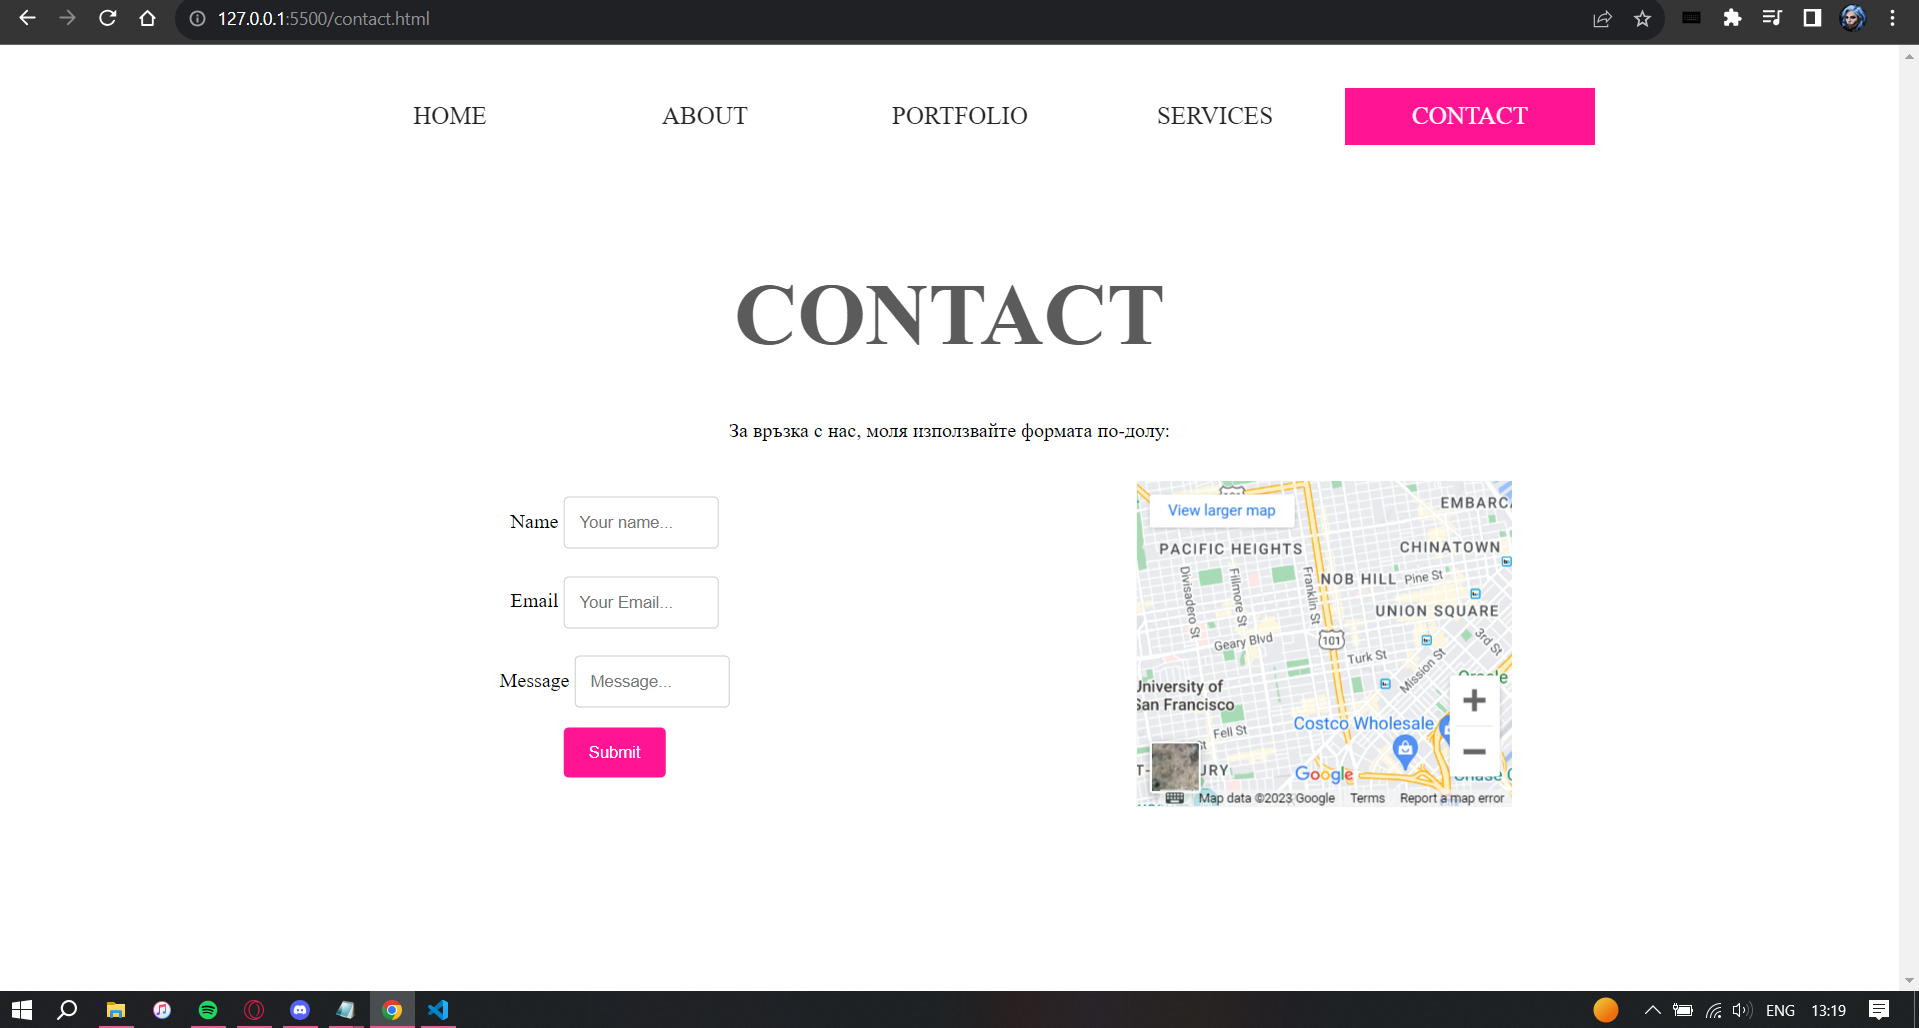 127.0.0.1:5500/contact.html
HOME
ABOUT
PORTFOLIO
SERVICES
CONTACT
CONTACT
За връзка с нас, моля използвайте формата по-долу:
Name
Your name...
Email
Your Email...
Message
Message...
Submit
View larger map
EMBARC
PACIFIC HEIGHTS
CHINATOWN
NOB HILL
Pine St
UNION SQUARE
Divisadero St
Fillmore St
Franklin St
Geary Blvd
101
3rd St
Turk St
Mission St
University of
San Francisco
Costco Wholesale
Fell St
Google
Map data ©2023 Google
Terms
Report a map error
ENG
13:19